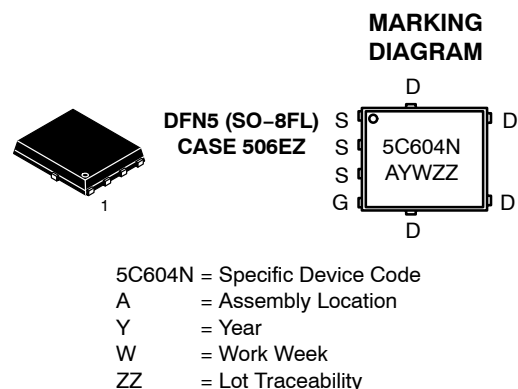 MARKING
DIAGRAM
D
DFN5 (SO−8FL)
CASE 506EZ
S
S
S
G
5C604N
AYWZZ
D
D
D
1
5C604N = Specific Device Code
A = Assembly Location
Y = Year
W = Work Week
ZZ = Lot Traceability